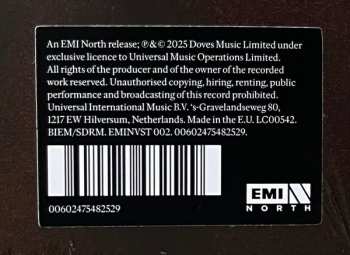 An EMI North release; ℗&© 2025 Doves Music Limited under
exclusive licence to Universal Music Operations Limited.
All rights of the producer and of the owner of the recorded
work reserved. Unauthorised copying, hiring, renting, public
performance and broadcasting of this record prohibited.
Universal International Music B.V. 's-Gravelandseweg 80,
1217 EW Hilversum, Netherlands. Made in the E.U. LC00542.
BIEM/SDRM. EMINVST 002. 00602475482529.
00602475482529
EMI N
NORTH